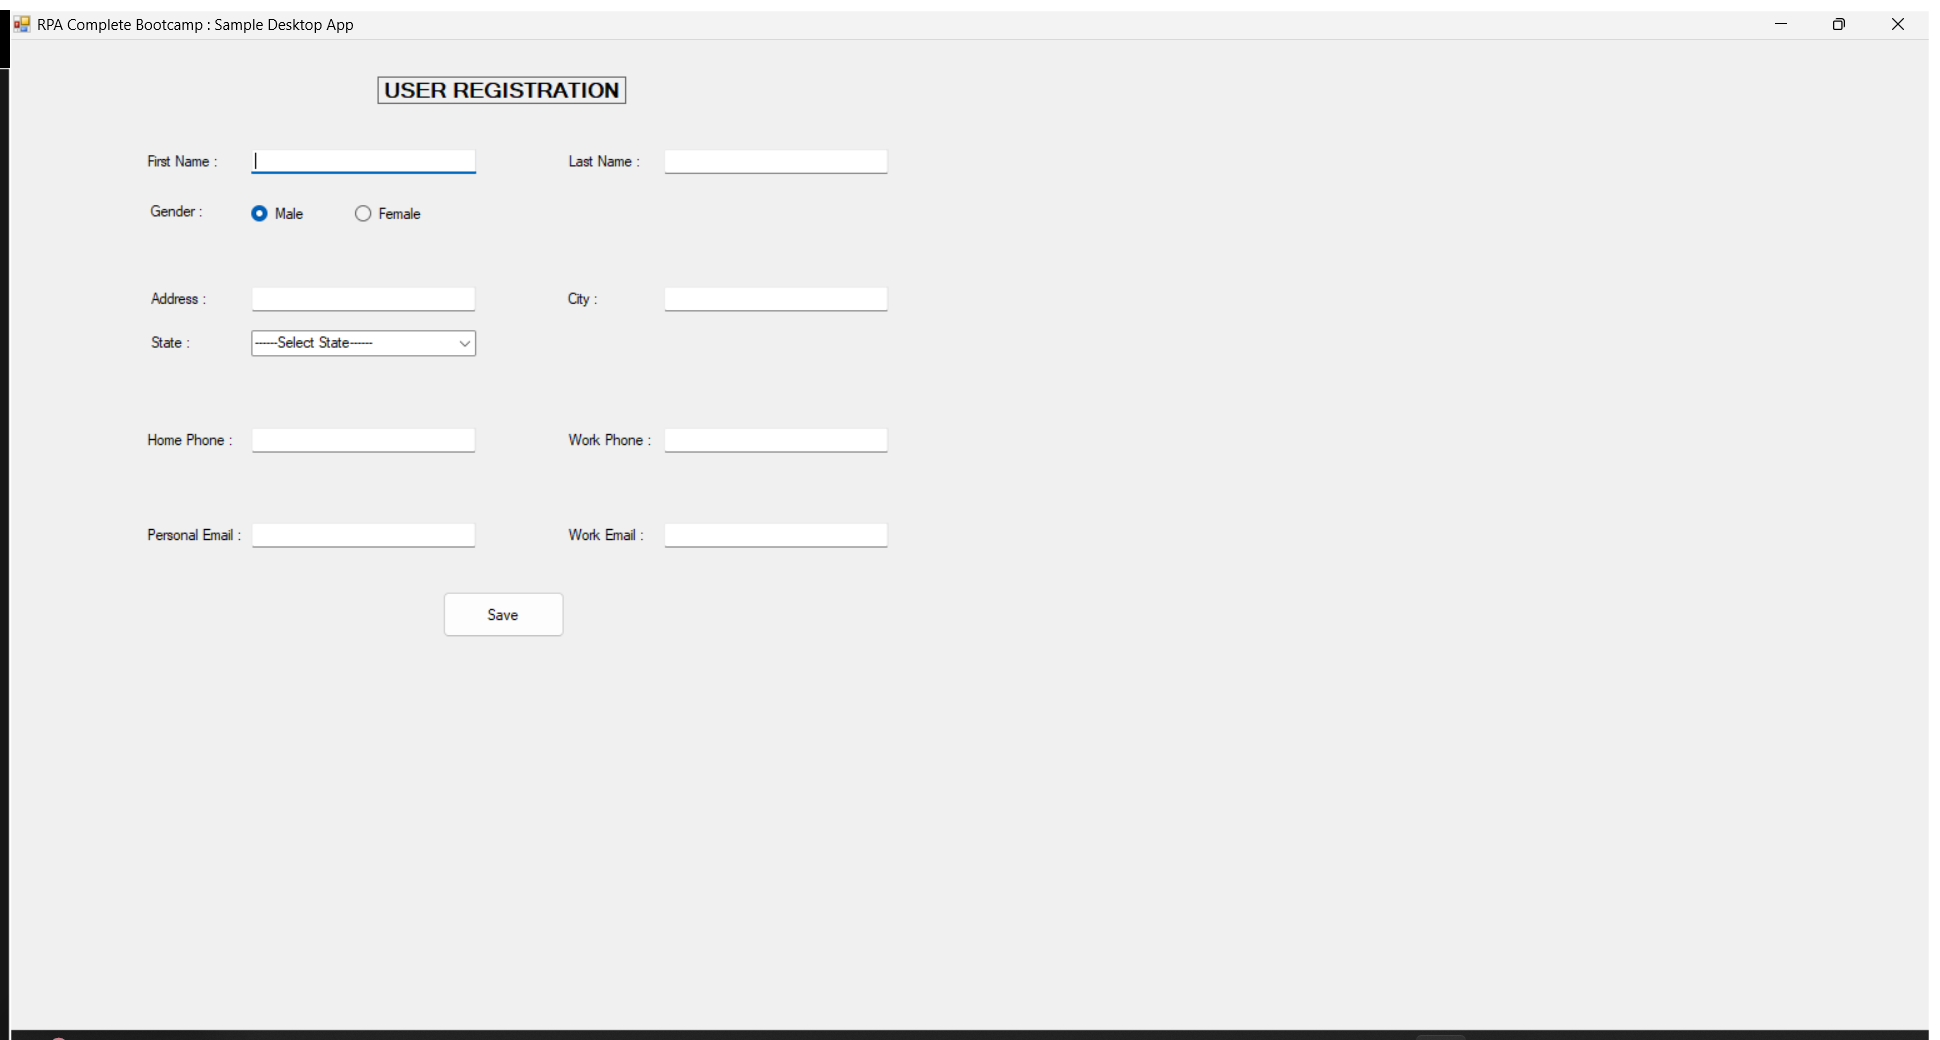 RPA Complete Bootcamp : Sample Desktop App
USER REGISTRATION
First Name : Last Name :
Gender : Male Female
Address : City :
State : ------Select State------
Home Phone : Work Phone :
Personal Email : Work Email :
Save